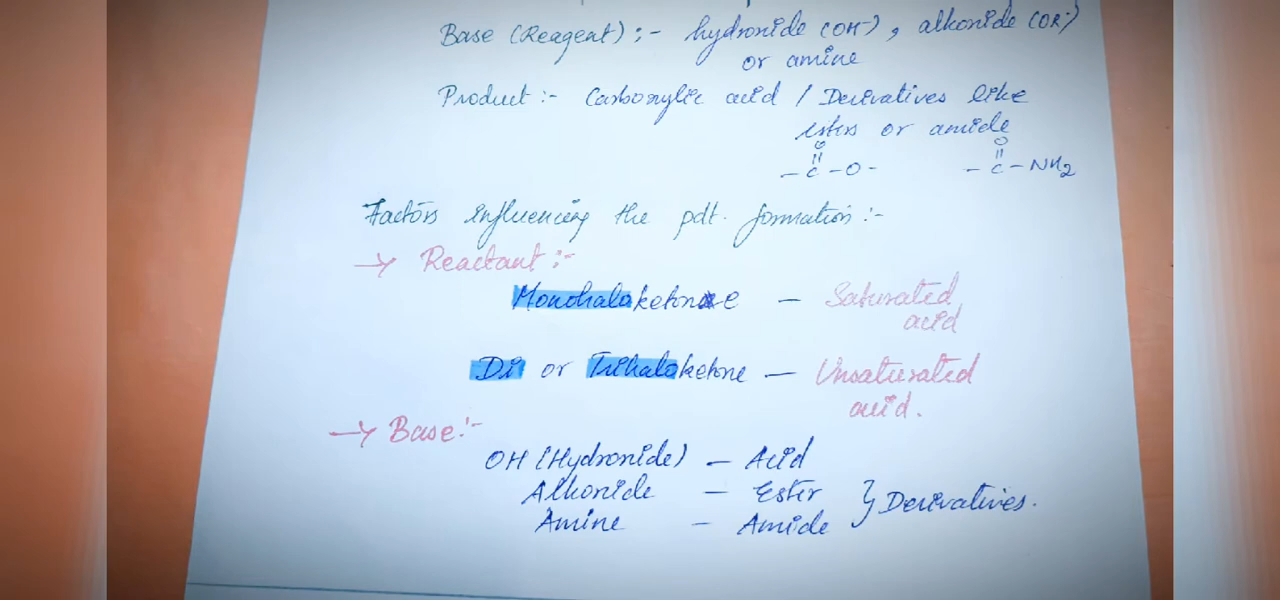 Base (Reagent) :- hydroxide (OH-), alkoxide (OR-)
or amine
Product :- Carboxylic acid / Derivatives like
esters or amide
O O
|| ||
- C - O - - C - NH2
Factors influencing the pdt. formation :-
→ Reactant :-
Monohaloketone — Saturated
acid
Di or Trihaloketone — Unsaturated
acid.
→ Base :-
OH (Hydroxide) — Acid
Alkoxide — Ester
Amine — Amide } Derivatives.